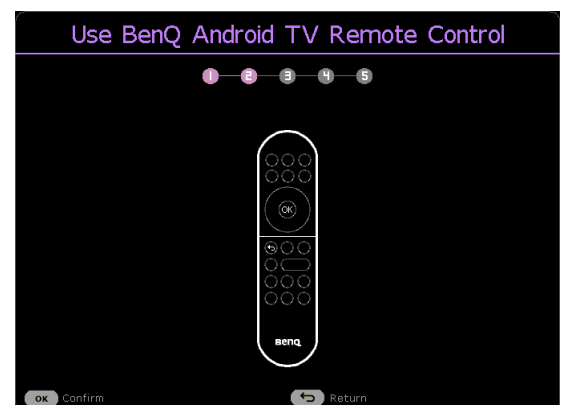 Use BenQ Android TV Remote Control
1 2 3 4 5
OK
BenQ
OK Confirm
Return